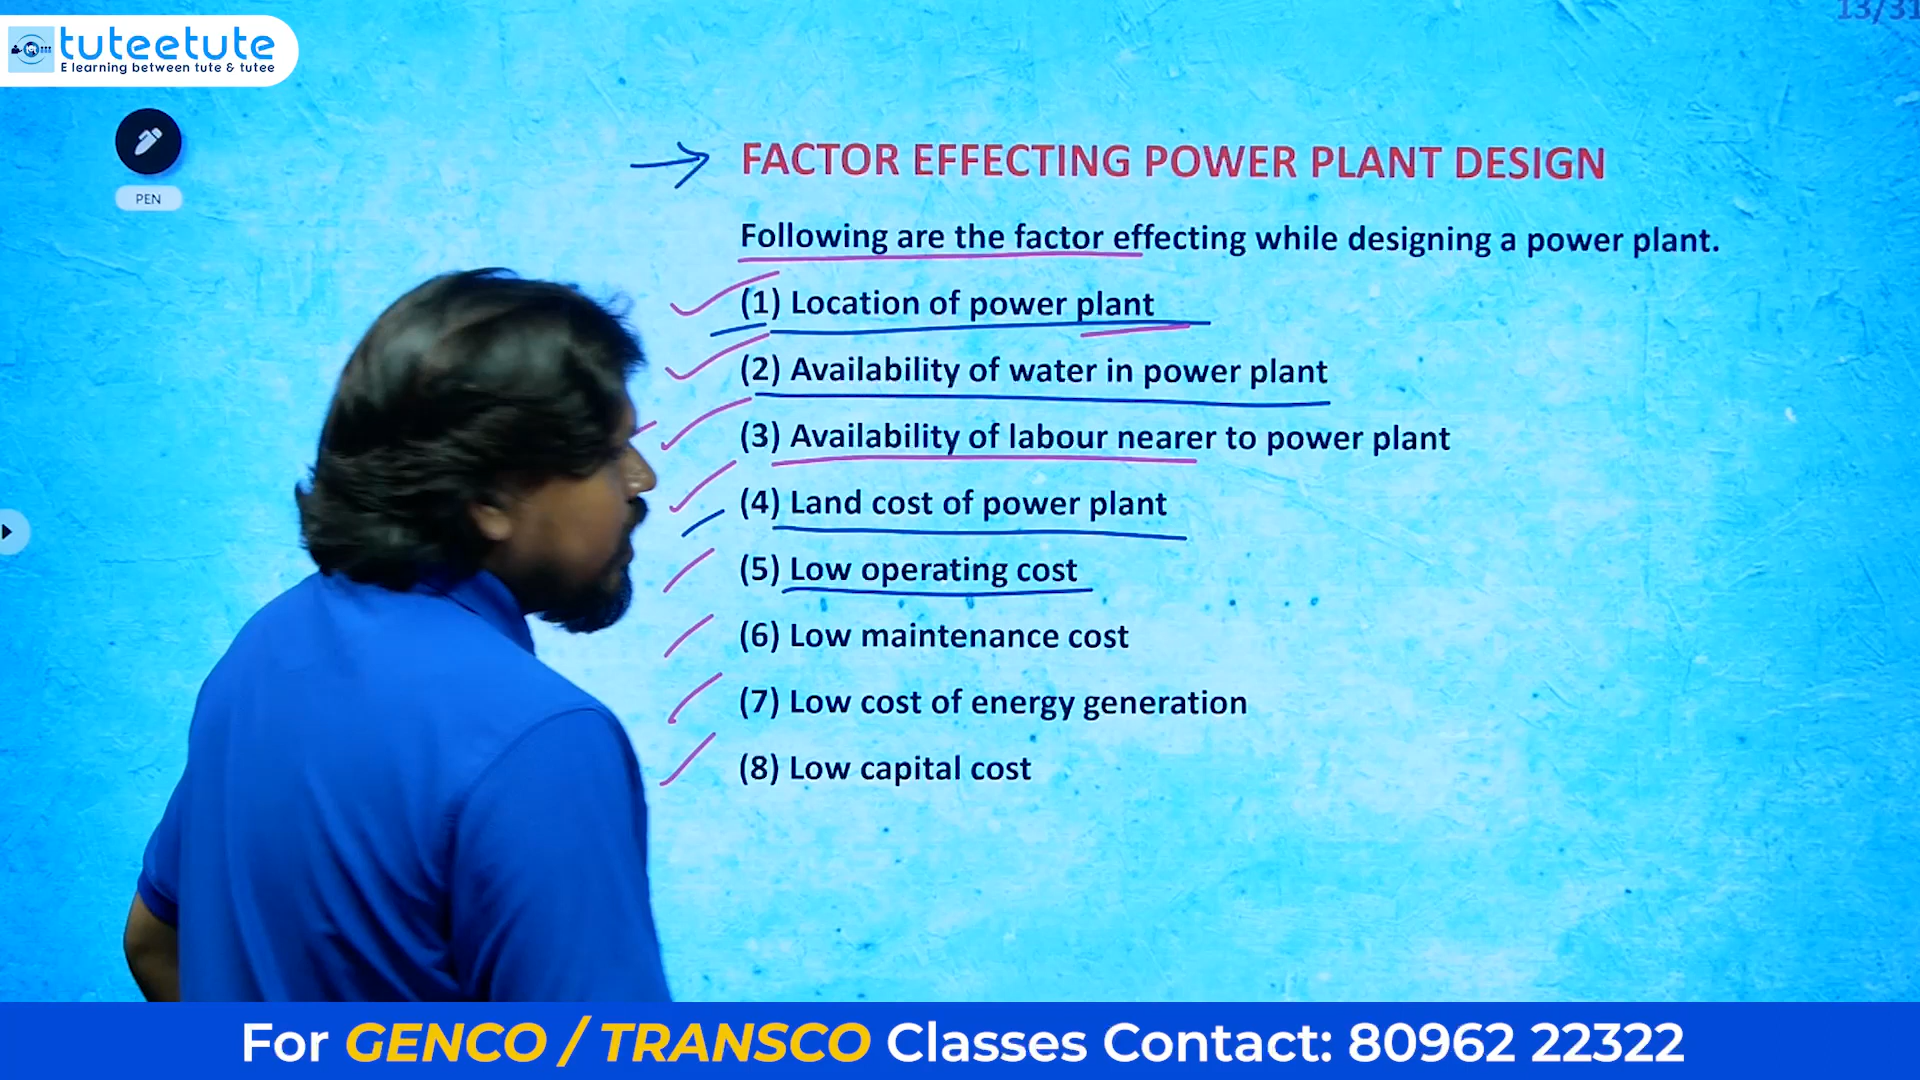 13/31
tuteetute
E learning between tute & tutee
PEN
FACTOR EFFECTING POWER PLANT DESIGN
Following are the factor effecting while designing a power plant.
(1) Location of power plant
(2) Availability of water in power plant
(3) Availability of labour nearer to power plant
(4) Land cost of power plant
(5) Low operating cost
(6) Low maintenance cost
(7) Low cost of energy generation
(8) Low capital cost
For GENCO / TRANSCO Classes Contact: 80962 22322